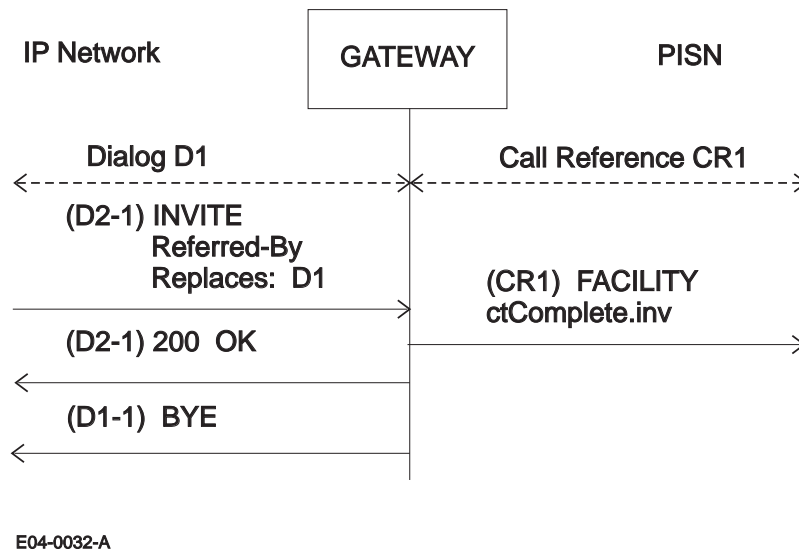 IP Network
GATEWAY
PISN
Dialog D1
Call Reference CR1
(D2-1) INVITE
Referred-By
Replaces: D1
(CR1) FACILITY
ctComplete.inv
(D2-1) 200 OK
(D1-1) BYE
E04-0032-A